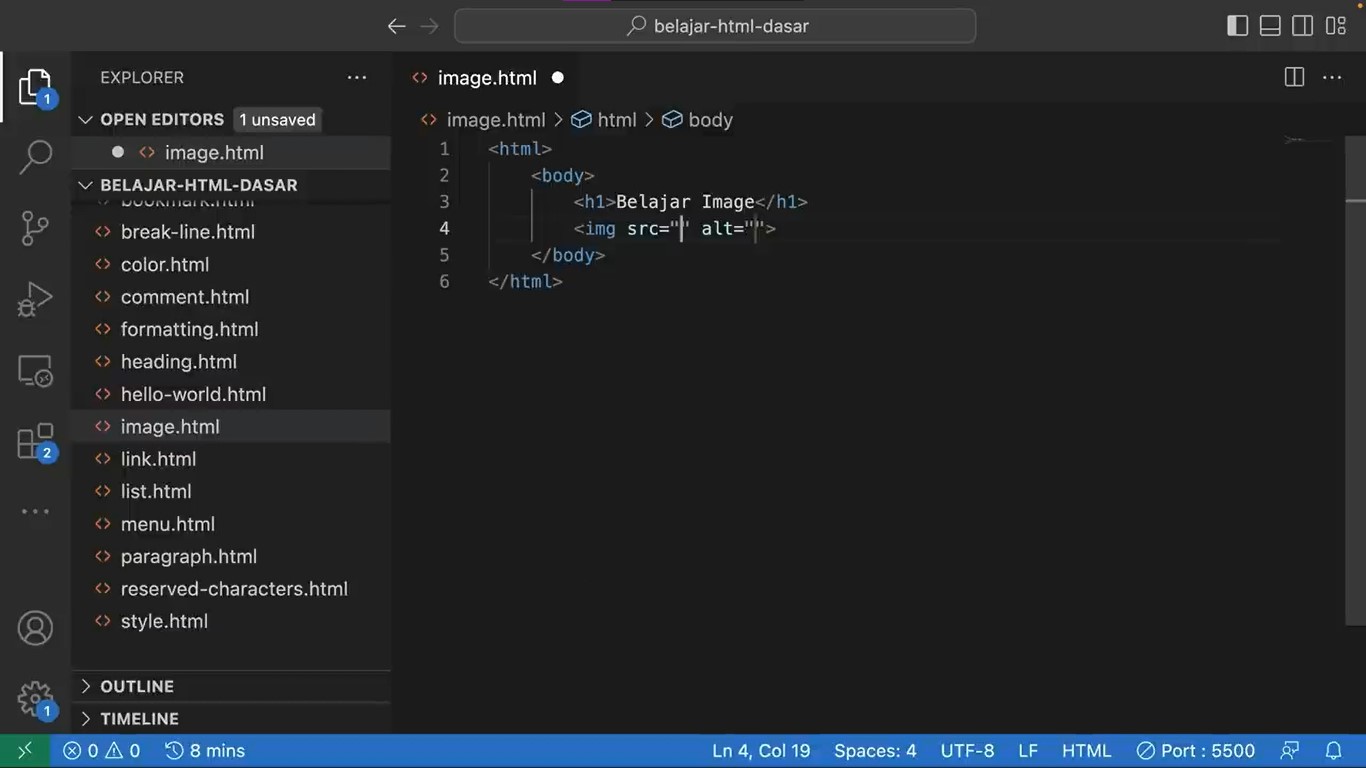 belajar-html-dasar
EXPLORER
1
OPEN EDITORS 1 unsaved
image.html
BELAJAR-HTML-DASAR
bookmark.html
break-line.html
color.html
comment.html
formatting.html
heading.html
hello-world.html
image.html
link.html
list.html
menu.html
paragraph.html
reserved-characters.html
style.html
OUTLINE
TIMELINE
2
1
image.html
image.html > html > body
1 <html>
2 <body>
3 <h1>Belajar Image</h1>
4 <img src="" alt="">
5 </body>
6 </html>
0 0 8 mins Ln 4, Col 19 Spaces: 4 UTF-8 LF HTML Port : 5500